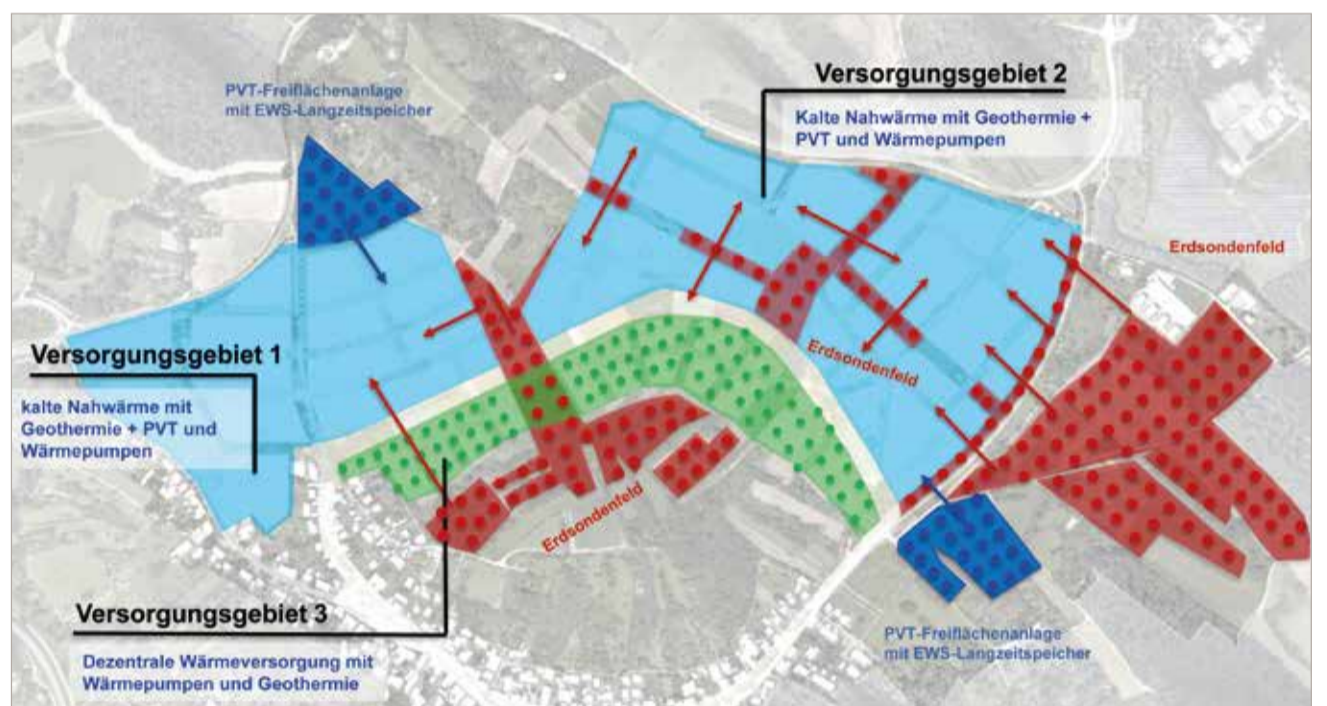 Versorgungsgebiet 2
Kalte Nahwärme mit Geothermie +
PVT und Wärmepumpen
PVT-Freiflächenanlage
mit EWS-Langzeitspeicher
Erdsondenfeld
Versorgungsgebiet 1
kalte Nahwärme mit
Geothermie + PVT und
Wärmepumpen
Erdsondenfeld
Erdsondenfeld
Versorgungsgebiet 3
Dezentrale Wärmeversorgung mit
Wärmepumpen und Geothermie
PVT-Freiflächenanlage
mit EWS-Langzeitspeicher